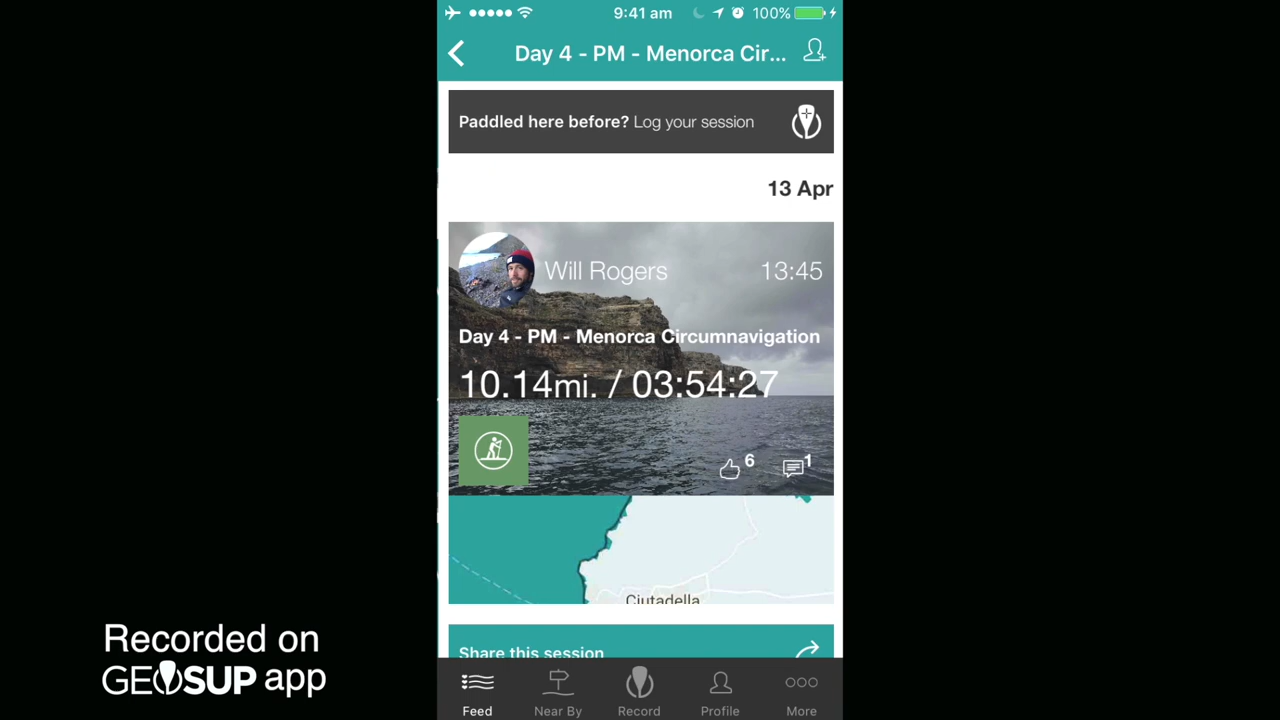 9:41 am
100%
Day 4 - PM - Menorca Cir...
Paddled here before? Log your session
13 Apr
Will Rogers
13:45
Day 4 - PM - Menorca Circumnavigation
10.14mi. / 03:54:27
6
1
Ciutadella
Share this session
Feed
Near By
Record
Profile
More
Recorded on
GEOSUP app